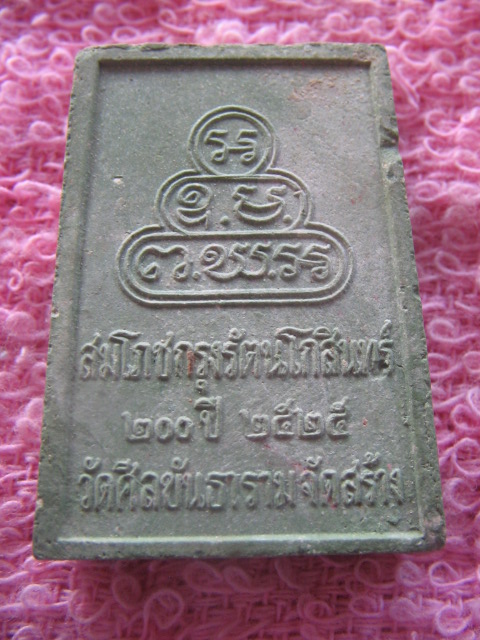 สมโภชกรุงรัตนโกสินทร์
๒๐๐ ปี ๒๕๒๕
วัดศีลขันธาราม จัดสร้าง